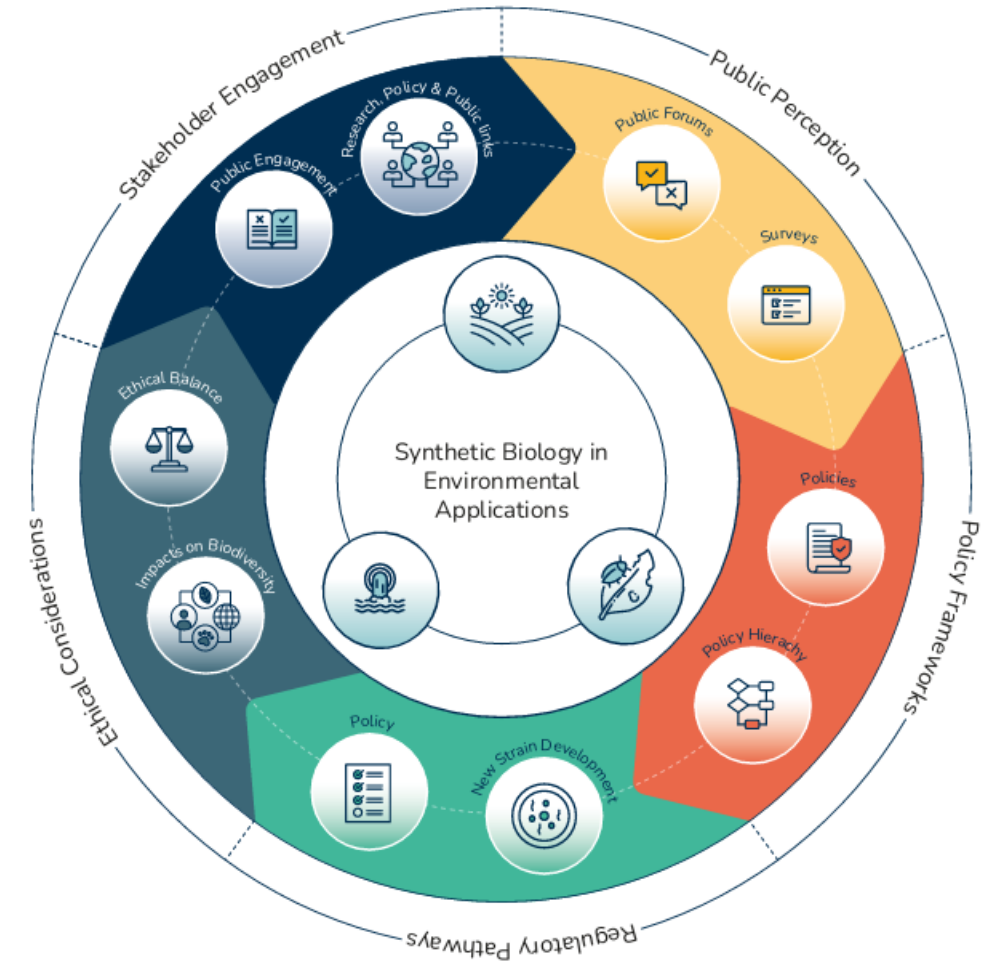 Stakeholder Engagement
Public Perception
Policy Frameworks
Regulatory Pathways
Ethical Considerations
Research, Policy & Public links
Public Engagement
Public Forums
Surveys
Policies
Policy Hierachy
New Strain Development
Policy
Impacts on Biodiversity
Ethical Balance
Synthetic Biology in
Environmental
Applications